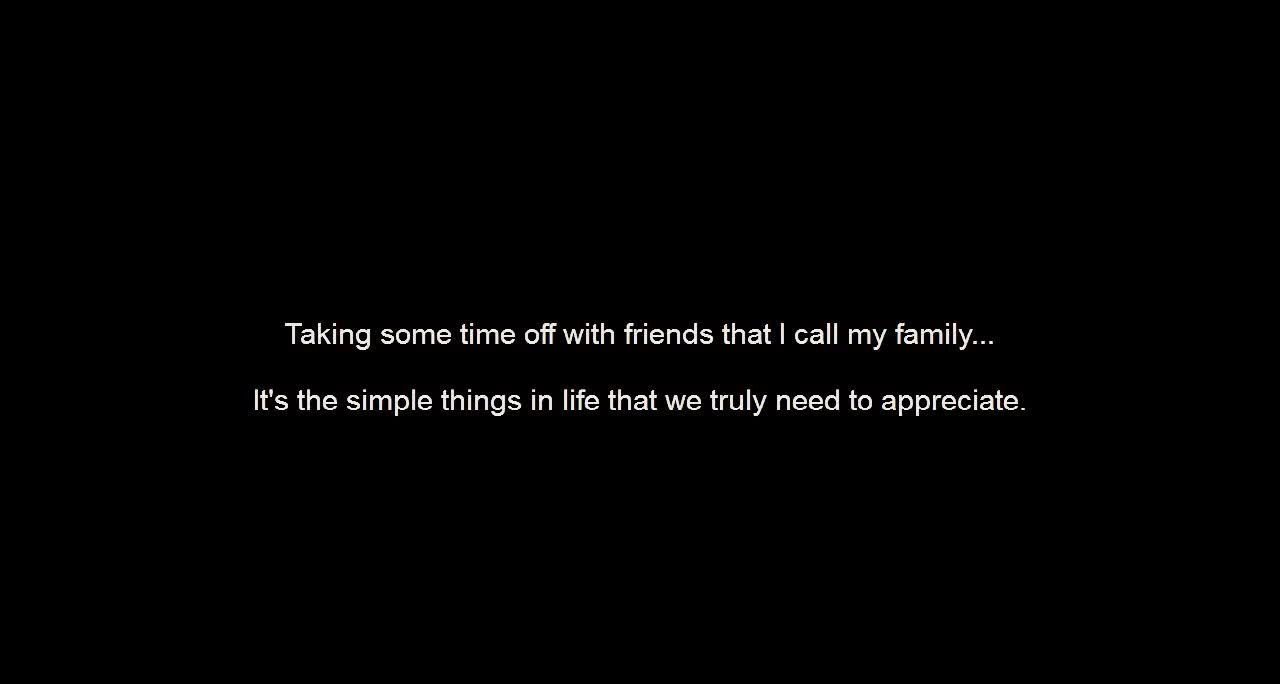 Taking some time off with friends that I call my family...
It's the simple things in life that we truly need to appreciate.